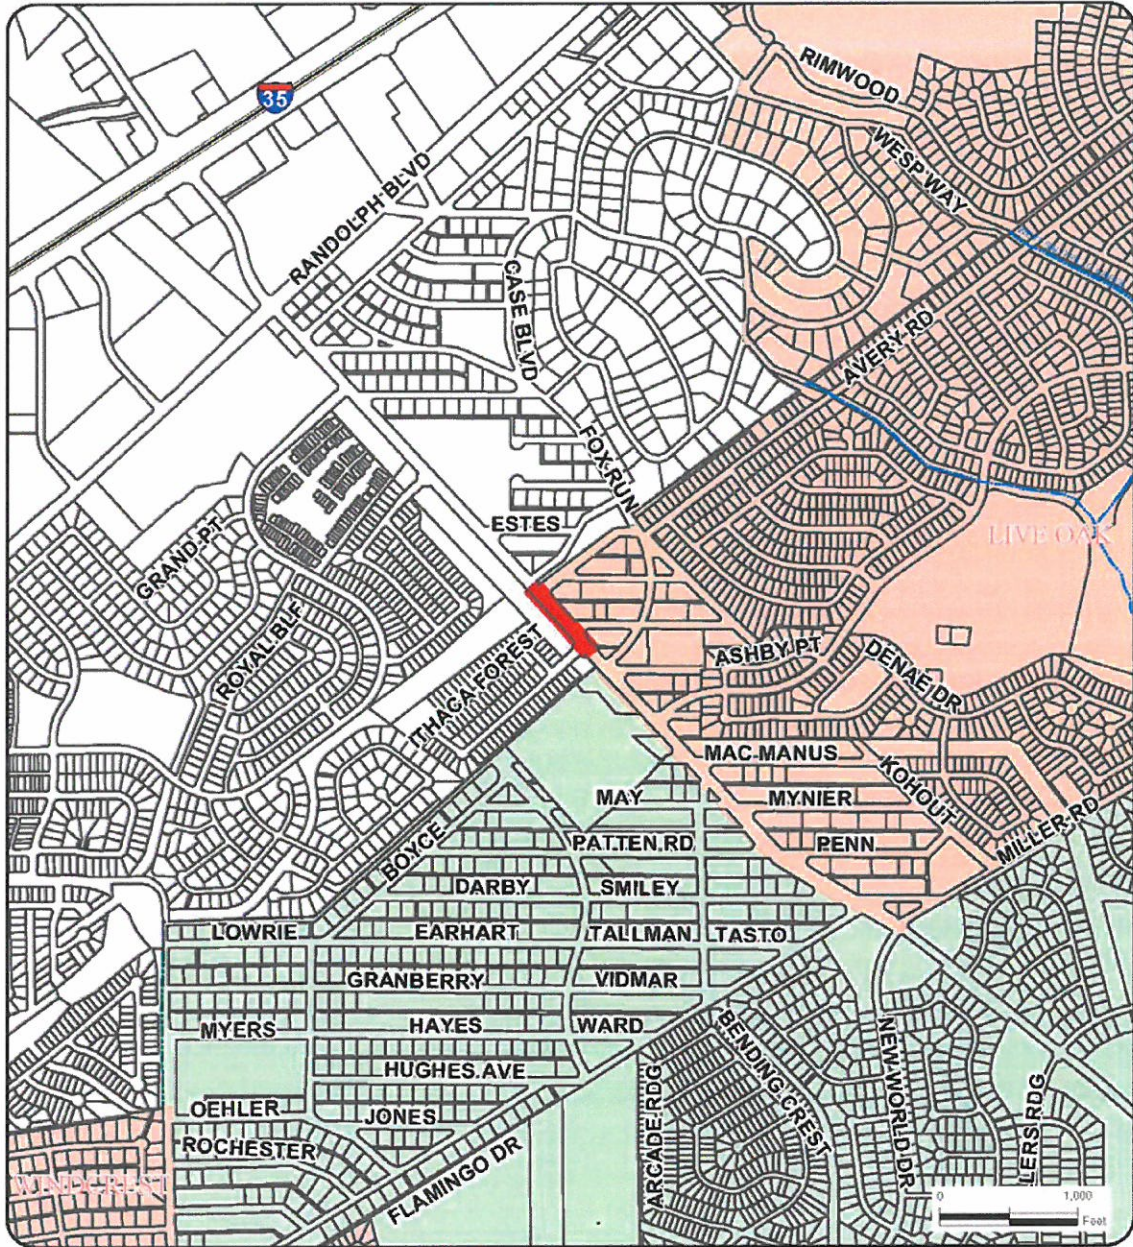 RIMWOOD
35
WESP WAY
RANDOLPH BLVD
CASE BLVD
AVERY RD
FOX RUN
ESTES
LIVE OAK
GRAND PT
ROYAL BLF
ITHACA FOREST
ASHBY PT
DENAE DR
MAC MANUS
KOHOUT
MAY
MYNIER
BOYCE
PATTEN RD
PENN
MILLER RD
DARBY
SMILEY
LOWRIE
EARHART
TALLMAN
TASTO
GRANBERRY
VIDMAR
MYERS
HAYES
WARD
BENDING CREST
NEW WORLD DR
HUGHES AVE
ARCADE RDG
LERS RDG
OEHLER
JONES
ROCHESTER
WINDCREST
FLAMINGO DR
0 1,000
Feet